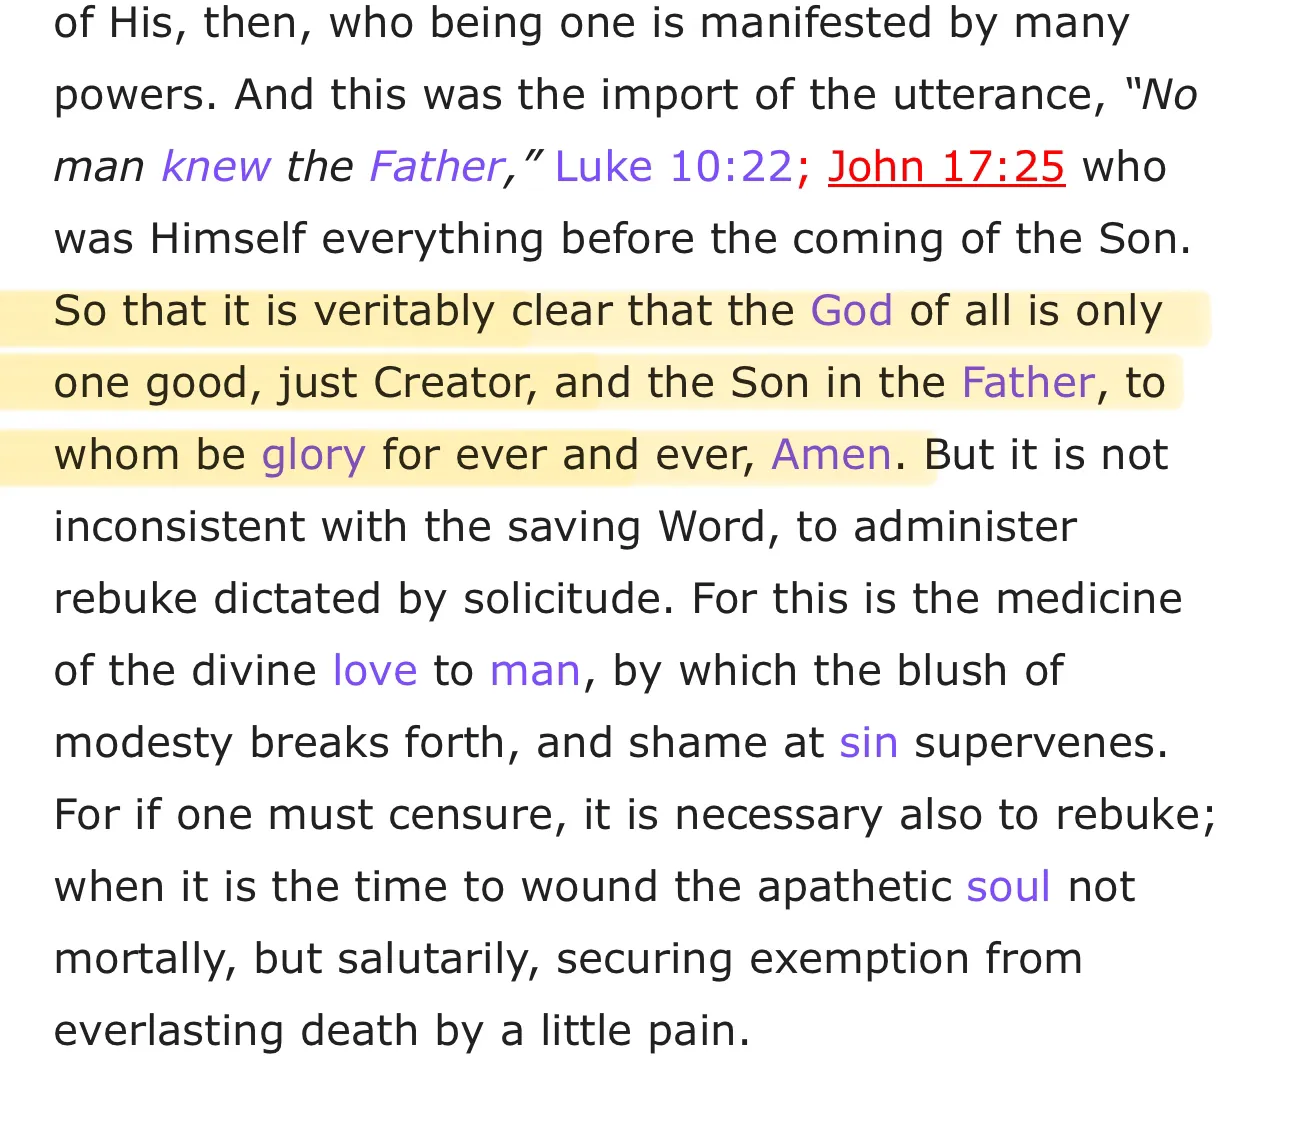 of His, then, who being one is manifested by many
powers. And this was the import of the utterance, “No
man knew the Father,” Luke 10:22; John 17:25 who
was Himself everything before the coming of the Son.
So that it is veritably clear that the God of all is only
one good, just Creator, and the Son in the Father, to
whom be glory for ever and ever, Amen. But it is not
inconsistent with the saving Word, to administer
rebuke dictated by solicitude. For this is the medicine
of the divine love to man, by which the blush of
modesty breaks forth, and shame at sin supervenes.
For if one must censure, it is necessary also to rebuke;
when it is the time to wound the apathetic soul not
mortally, but salutarily, securing exemption from
everlasting death by a little pain.